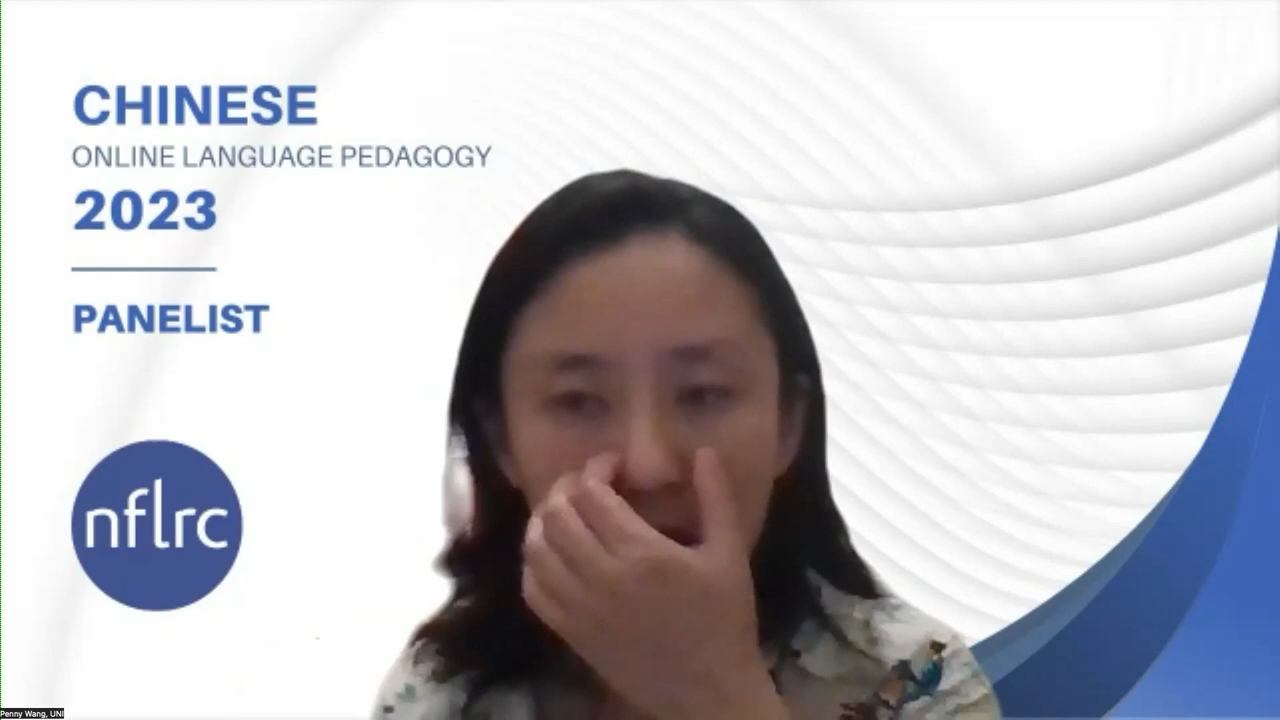 CHINESE
ONLINE LANGUAGE PEDAGOGY
2023
PANELIST
nflrc
Penny Wang, UNI